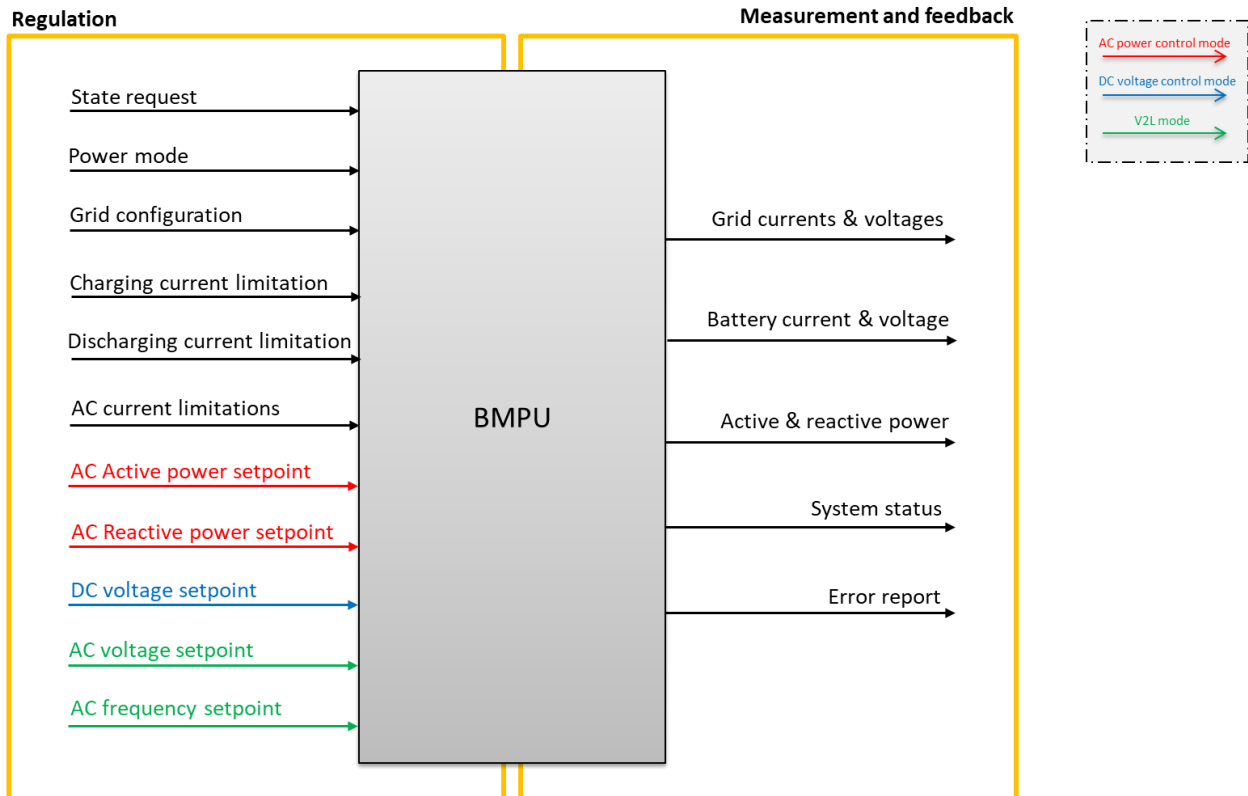 Regulation
Measurement and feedback
AC power control mode
DC voltage control mode
V2L mode
State request
Power mode
Grid configuration
Charging current limitation
Discharging current limitation
AC current limitations
AC Active power setpoint
AC Reactive power setpoint
DC voltage setpoint
AC voltage setpoint
AC frequency setpoint
BMPU
Grid currents & voltages
Battery current & voltage
Active & reactive power
System status
Error report